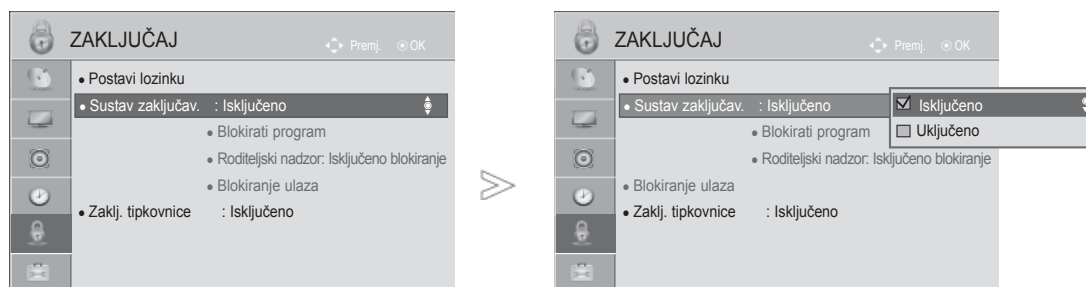 ZAKLJUČAJ
Premj. OK
• Postavi lozinku
• Sustav zaključav. : Isključeno
• Blokirati program
• Roditeljski nadzor: Isključeno blokiranje
• Blokiranje ulaza
• Zaklj. tipkovnice : Isključeno
ZAKLJUČAJ
Premj. OK
• Postavi lozinku
• Sustav zaključav. : Isključeno
Isključeno
Uključeno
• Blokirati program
• Roditeljski nadzor: Isključeno blokiranje
• Blokiranje ulaza
• Zaklj. tipkovnice : Isključeno